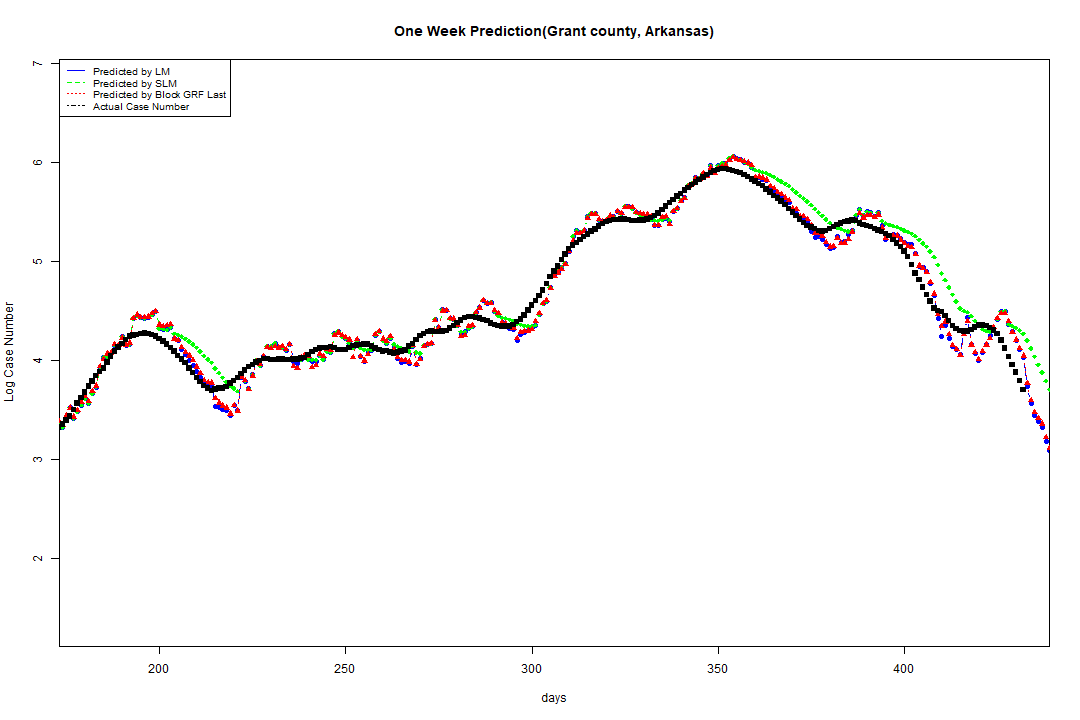 One Week Prediction(Grant county, Arkansas)
Predicted by LM
Predicted by SLM
Predicted by Block GRF Last
Actual Case Number
7
6
5
4
3
2
Log Case Number
200 250 300 350 400
days